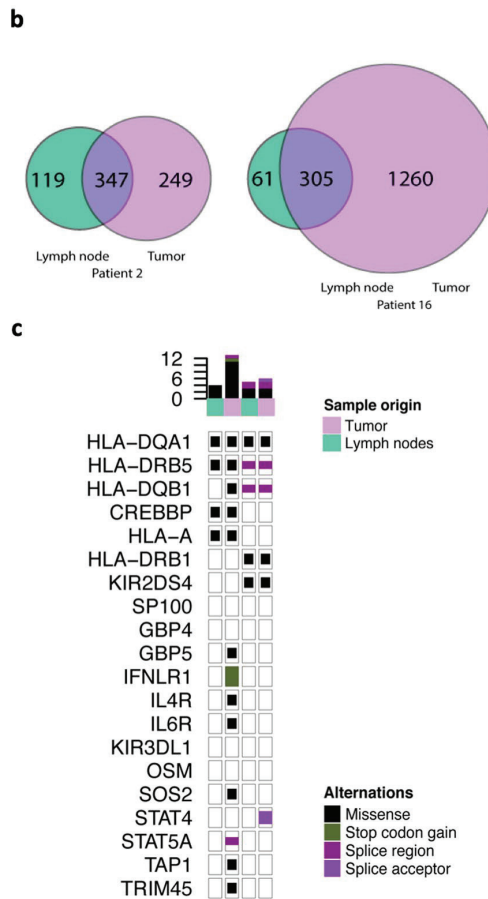 b
119 347 249
Lymph node Tumor
Patient 2
61 305 1260
Lymph node Tumor
Patient 16
c
12
6
0
Sample origin
Tumor
Lymph nodes
HLA-DQA1
HLA-DRB5
HLA-DQB1
CREBBP
HLA-A
HLA-DRB1
KIR2DS4
SP100
GBP4
GBP5
IFNLR1
IL4R
IL6R
KIR3DL1
OSM
SOS2
STAT4
STAT5A
TAP1
TRIM45
Alternations
Missense
Stop codon gain
Splice region
Splice acceptor